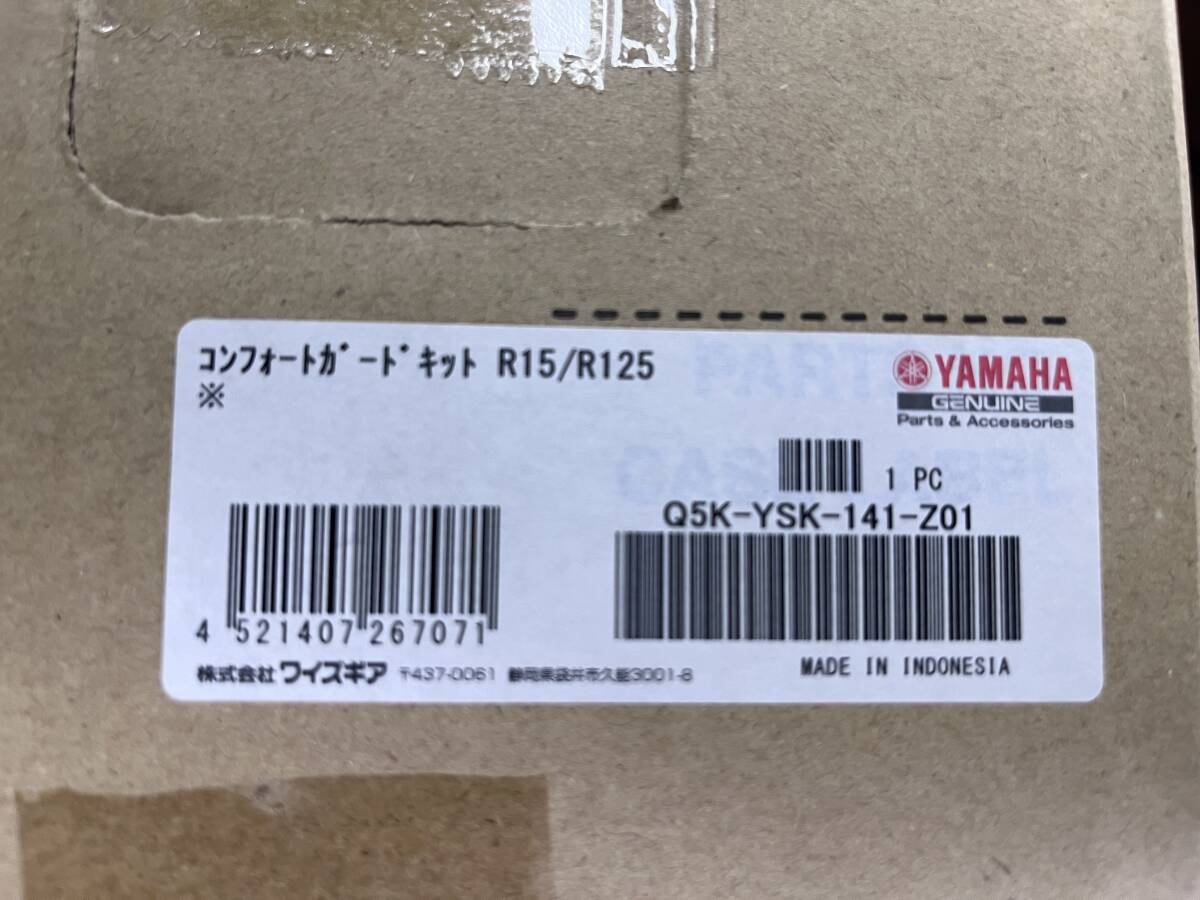 コンフォートガードキット R15/R125
※
YAMAHA
GENUINE
Parts & Accessories
1 PC
Q5K-YSK-141-Z01
4 521407 267071
株式会社 ワイズギア 〒437-0061 静岡県袋井市久能3001-8
MADE IN INDONESIA